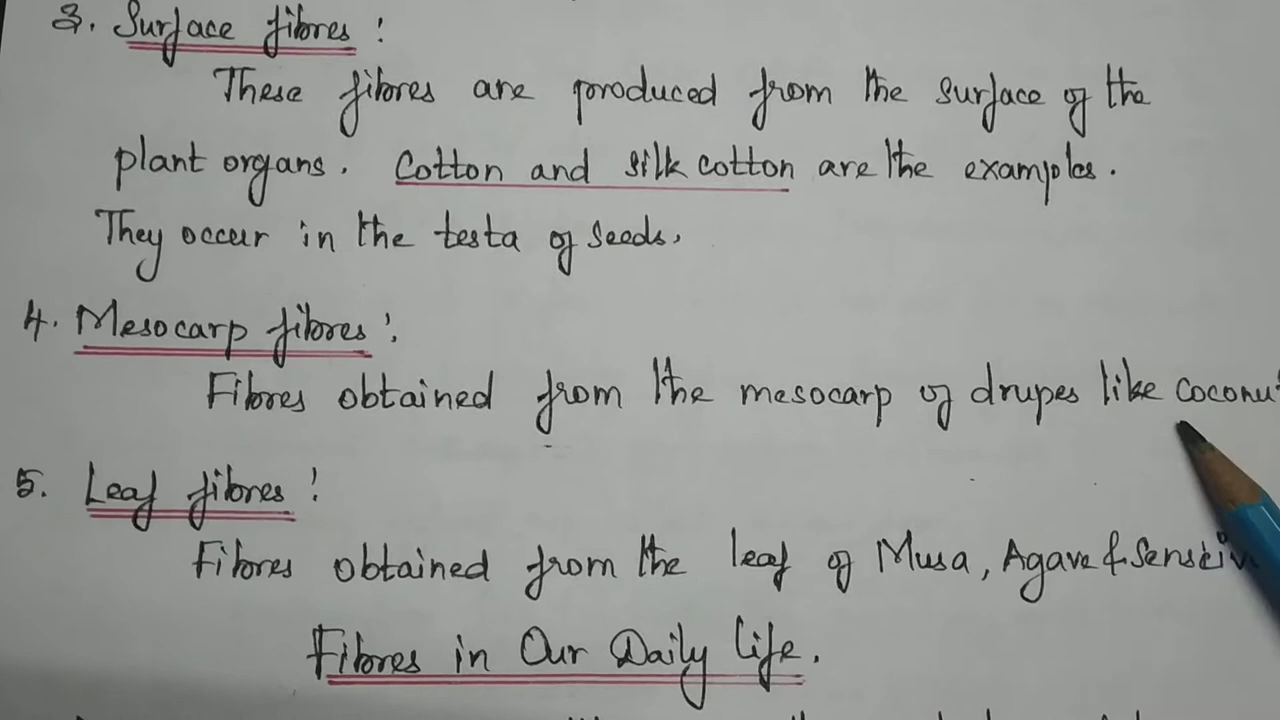 3. Surface fibres :
These fibres are produced from the surface of the
plant organs. Cotton and silk cotton are the examples.
They occur in the testa of seeds.
4. Mesocarp fibres :
Fibres obtained from the mesocarp of drupes like coconut
5. Leaf fibres :
Fibres obtained from the leaf of Musa, Agave &
Fibres in Our Daily life.